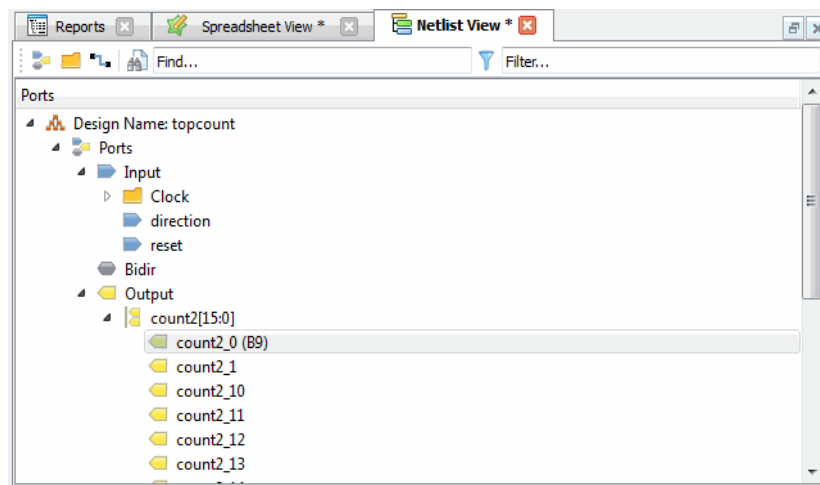 Reports Spreadsheet View * Netlist View *
Find... Filter...
Ports
Design Name: topcount
Ports
Input
Clock
direction
reset
Bidir
Output
count2[15:0]
count2_0 (B9)
count2_1
count2_10
count2_11
count2_12
count2_13